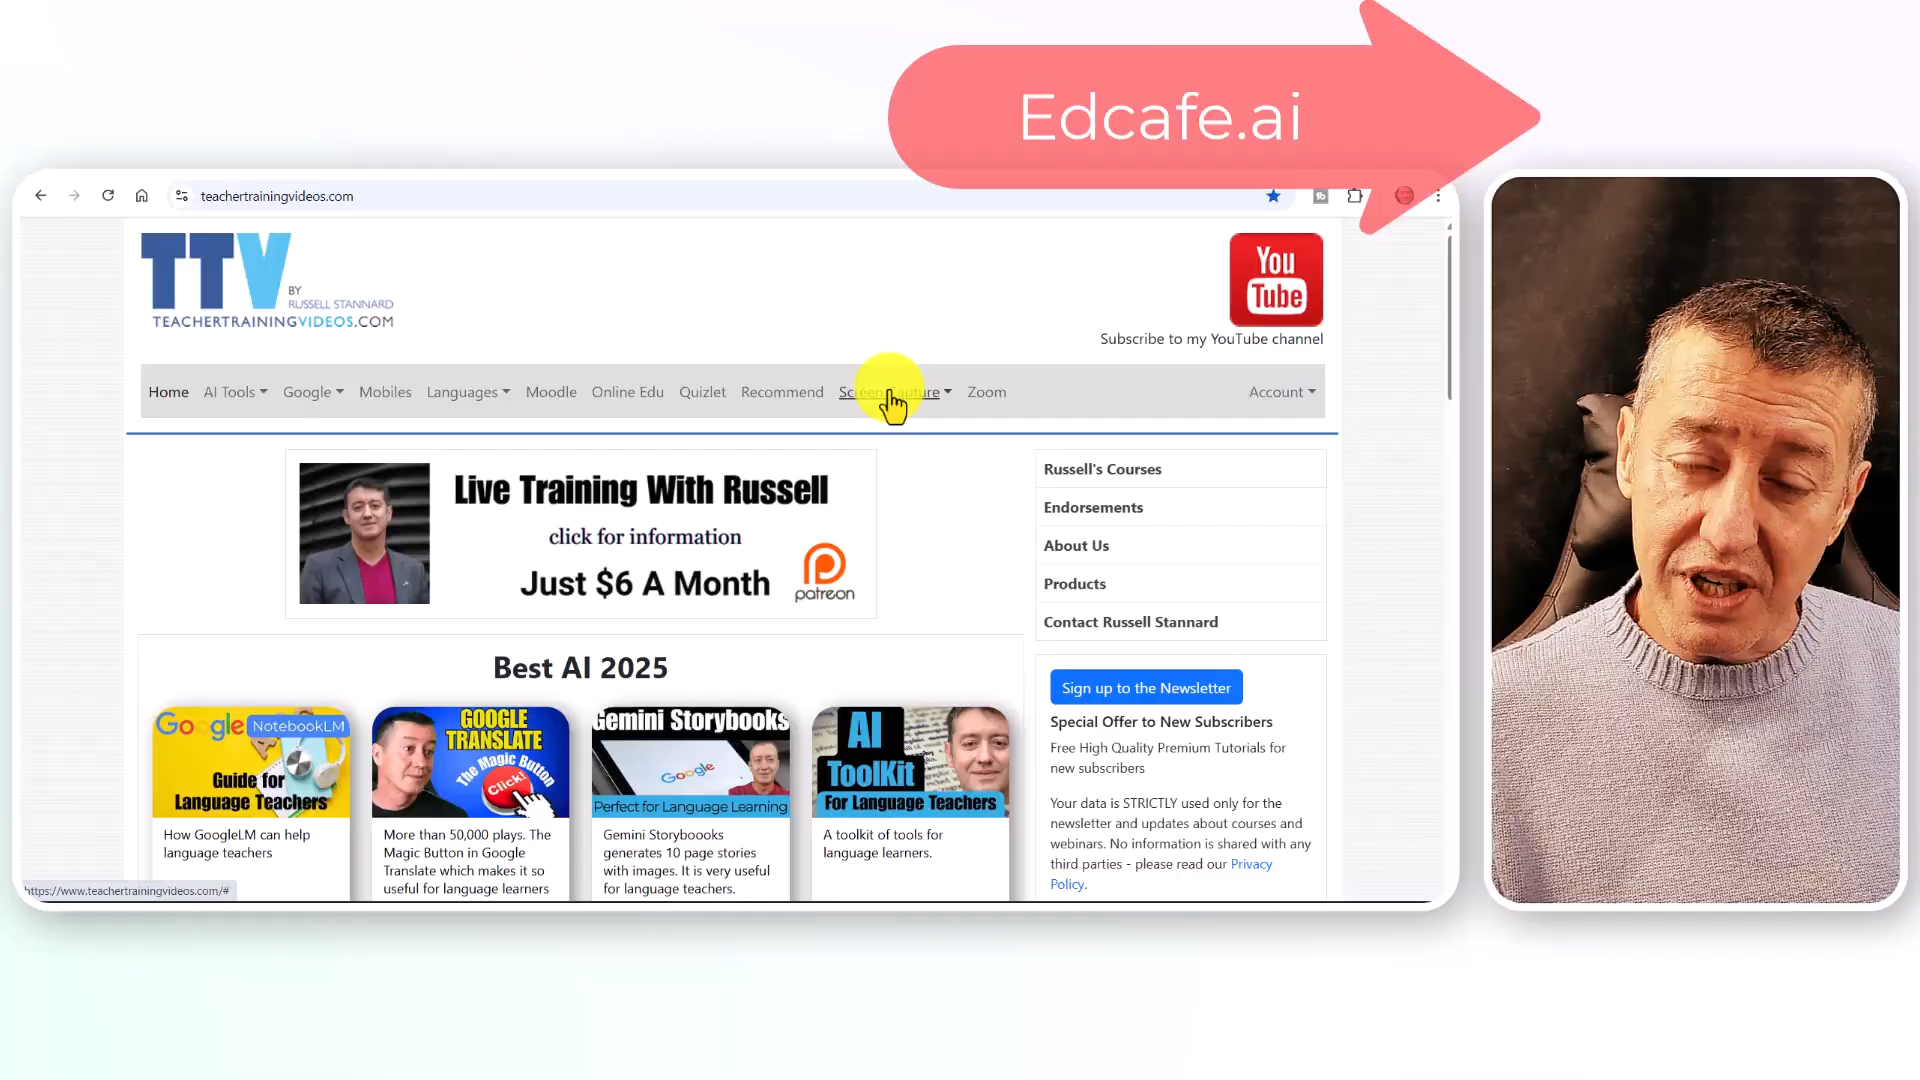 Edcafe.ai
teachertrainingvideos.com
TTV
BY
RUSSELL STANNARD
TEACHERTRAININGVIDEOS.COM
You
Tube
Subscribe to my YouTube channel
Home AI Tools Google Mobiles Languages Moodle Online Edu Quizlet Recommend Screen Capture Zoom Account
Live Training With Russell
click for information
Just $6 A Month
patreon
Russell's Courses
Endorsements
About Us
Products
Contact Russell Stannard
Best AI 2025
Google NotebookLM
Guide for
Language Teachers
How GoogleLM can help
language teachers
GOOGLE
TRANSLATE
The Magic Button
Click!
More than 50,000 plays. The
Magic Button in Google
Translate which makes it so
useful for language learners
Gemini Storybooks
Google
Perfect for Language Learning
Gemini Storyboooks
generates 10 page stories
with images. It is very useful
for language teachers.
AI
ToolKit
For Language Teachers
A toolkit of tools for
language learners.
Sign up to the Newsletter
Special Offer to New Subscribers
Free High Quality Premium Tutorials for
new subscribers
Your data is STRICTLY used only for the
newsletter and updates about courses and
webinars. No information is shared with any
third parties - please read our Privacy
Policy.
https://www.teachertrainingvideos.com/#